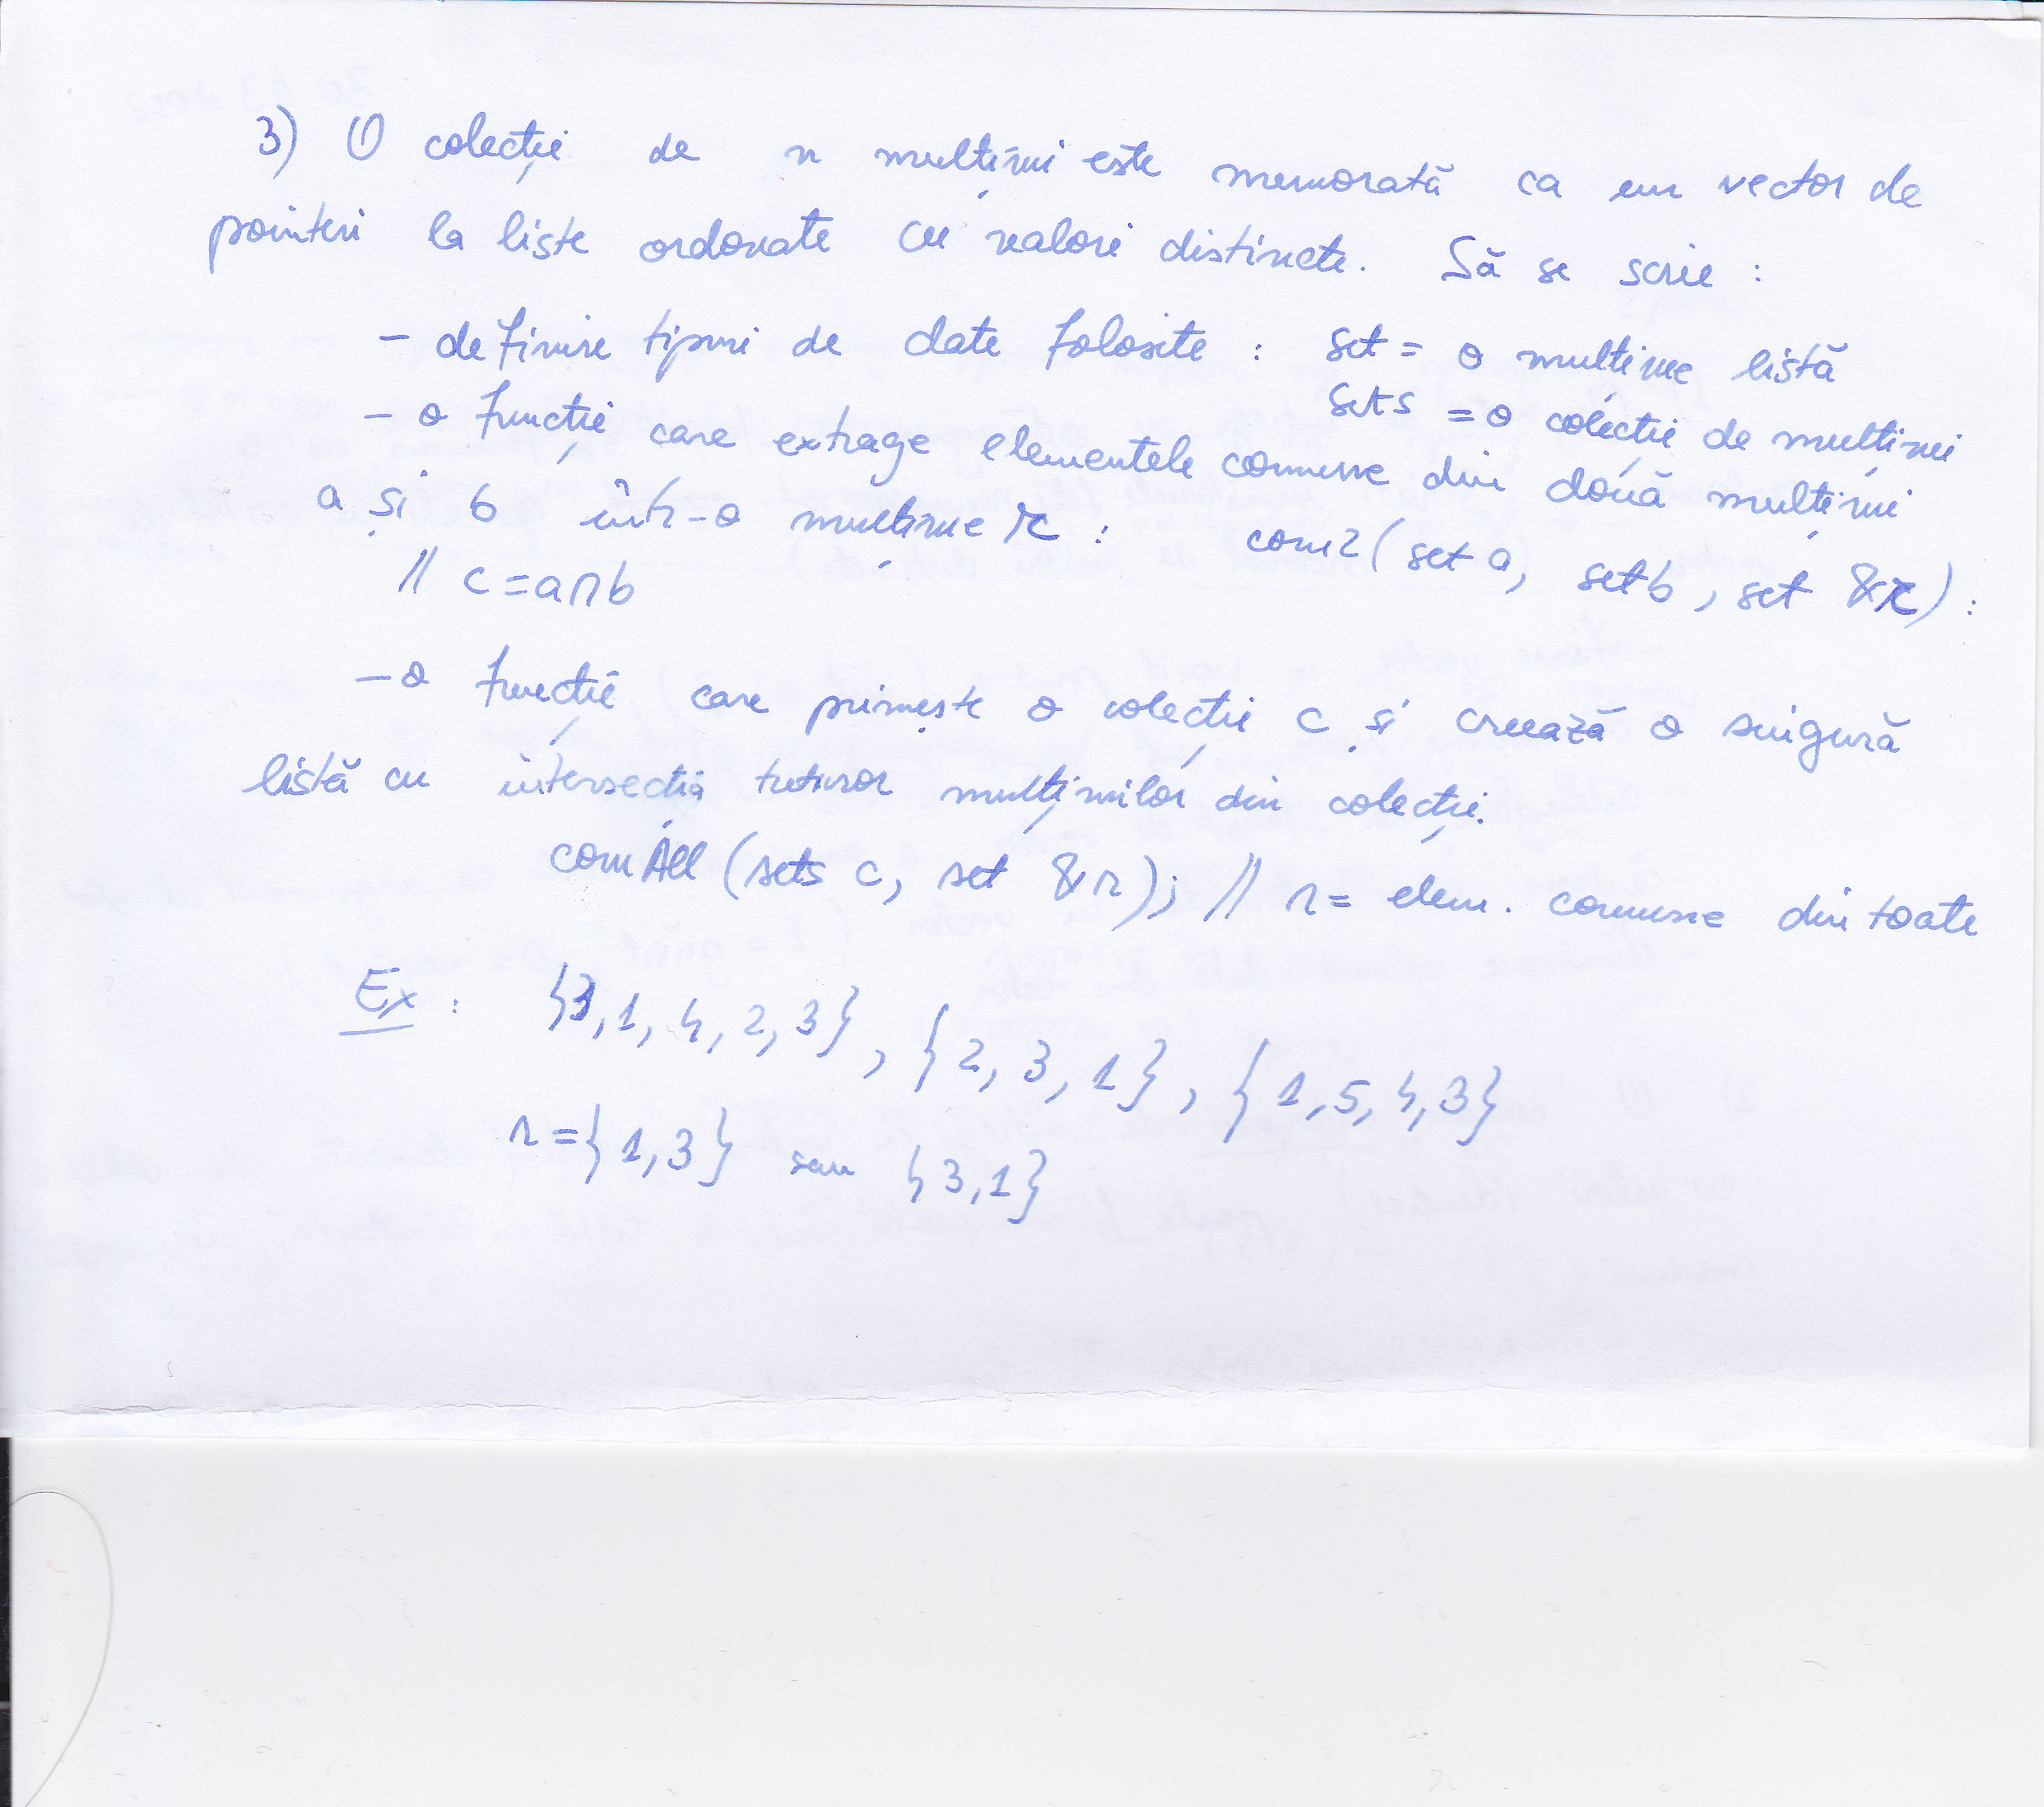 3) O colecție de n mulțimi este memorată ca un vector de
pointeri la liste ordonate cu valori distincte. Să se scrie :
- definire tipuri de date folosite : set = o mulțime listă
sets = o colecție de mulțimi
- o funcție care extrage elementele comune din două mulțimi
a și b într-o mulțime r : com2 (set a, set b, set &r) :
// c = a∩b
- o funcție care primește o colecție c și creează o singură
listă cu intersecția tuturor mulțimilor din colecție.
comAll (sets c, set &r); // r = elem. comune din toate
Ex : {3,1,4,2,3}, {2,3,1}, {1,5,4,3}
r = {1,3} sau {3,1}